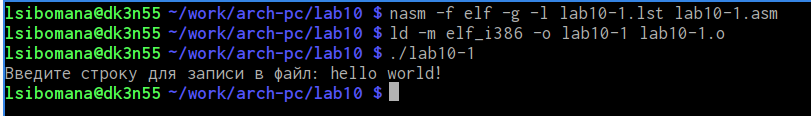 lsibomana@dk3n55 ~/work/arch-pc/lab10 $ nasm -f elf -g -l lab10-1.lst lab10-1.asm
lsibomana@dk3n55 ~/work/arch-pc/lab10 $ ld -m elf_i386 -o lab10-1 lab10-1.o
lsibomana@dk3n55 ~/work/arch-pc/lab10 $ ./lab10-1
Введите строку для записи в файл: hello world!
lsibomana@dk3n55 ~/work/arch-pc/lab10 $